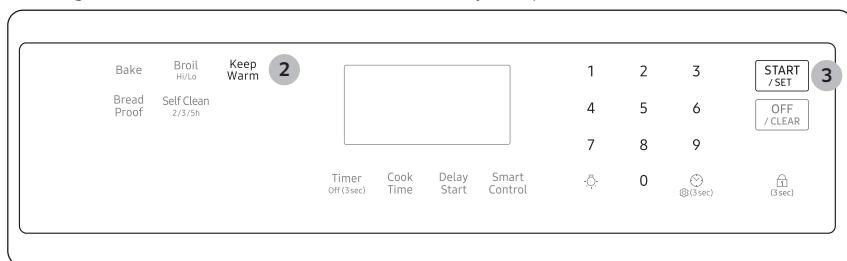 Bake Broil Keep
Hi/Lo Warm 2
Bread Self Clean
Proof 2/3/5h
Timer Cook Delay Smart
Off (3 sec) Time Start Control
1 2 3 START 3
/ SET
4 5 6 OFF
/ CLEAR
7 8 9
0
(3 sec) (3 sec)